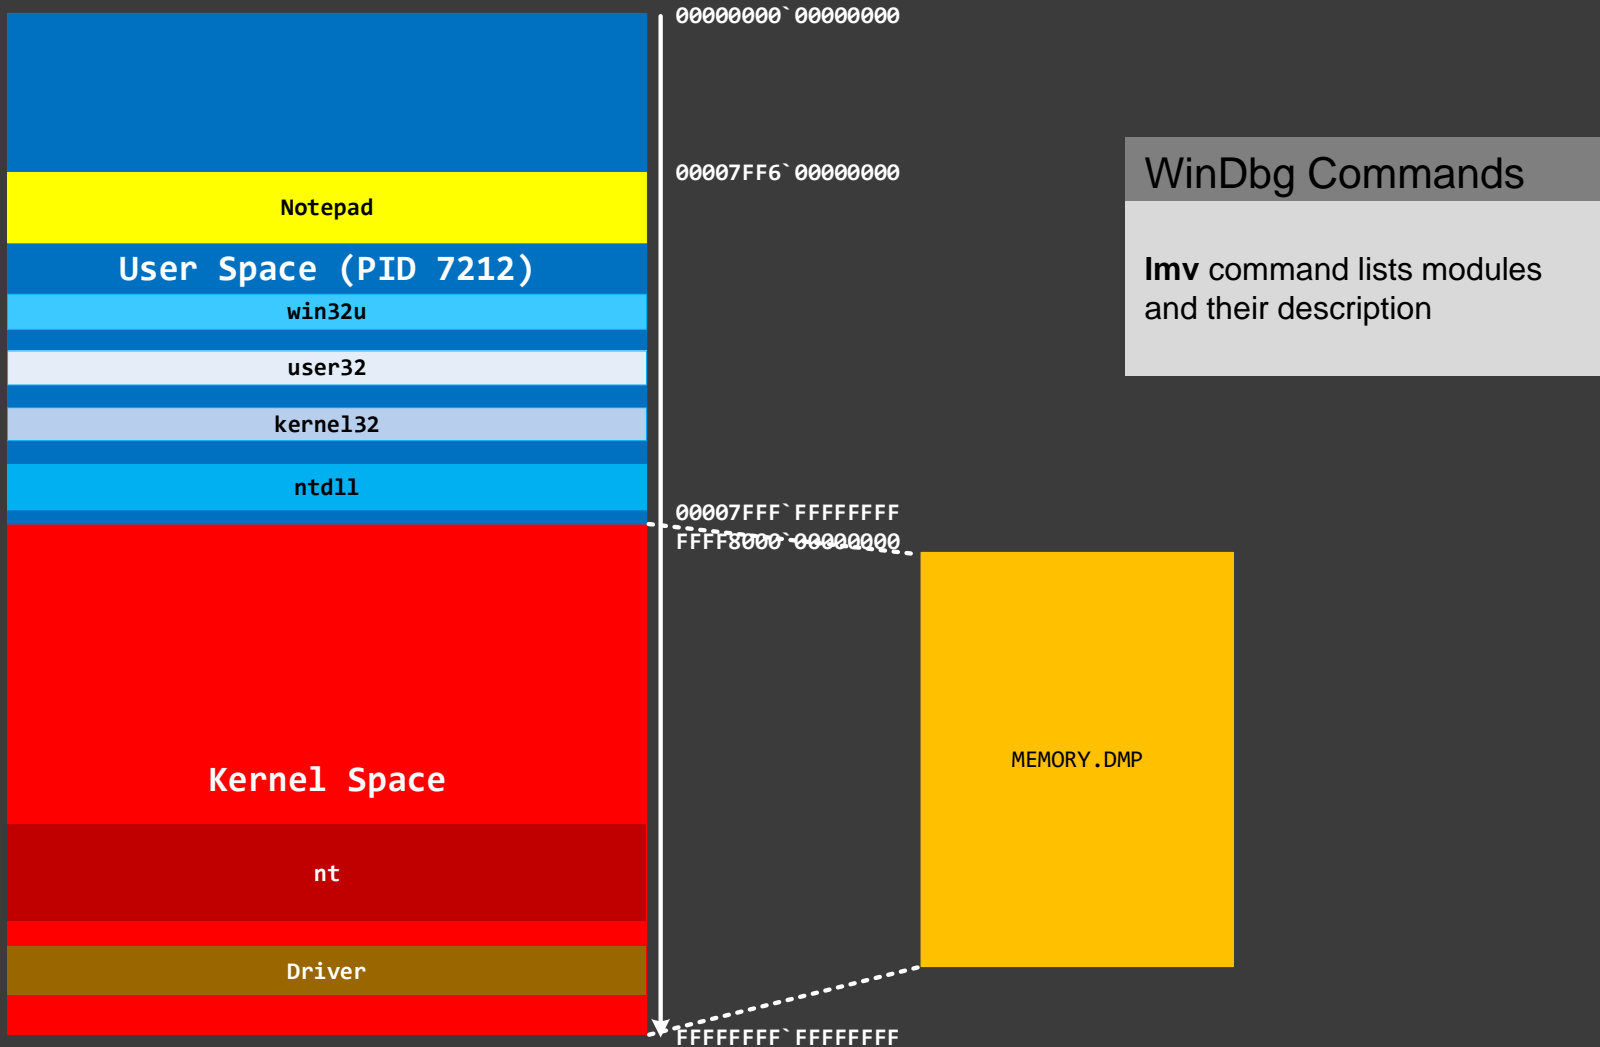 00000000`00000000
00007FF6`00000000
WinDbg Commands
Notepad
User Space (PID 7212)
lmv command lists modules
and their description
win32u
user32
kernel32
ntdll
00007FFF`FFFFFFFF
FFFF8000`00000000
MEMORY.DMP
Kernel Space
nt
Driver
FFFFFFFF`FFFFFFFF